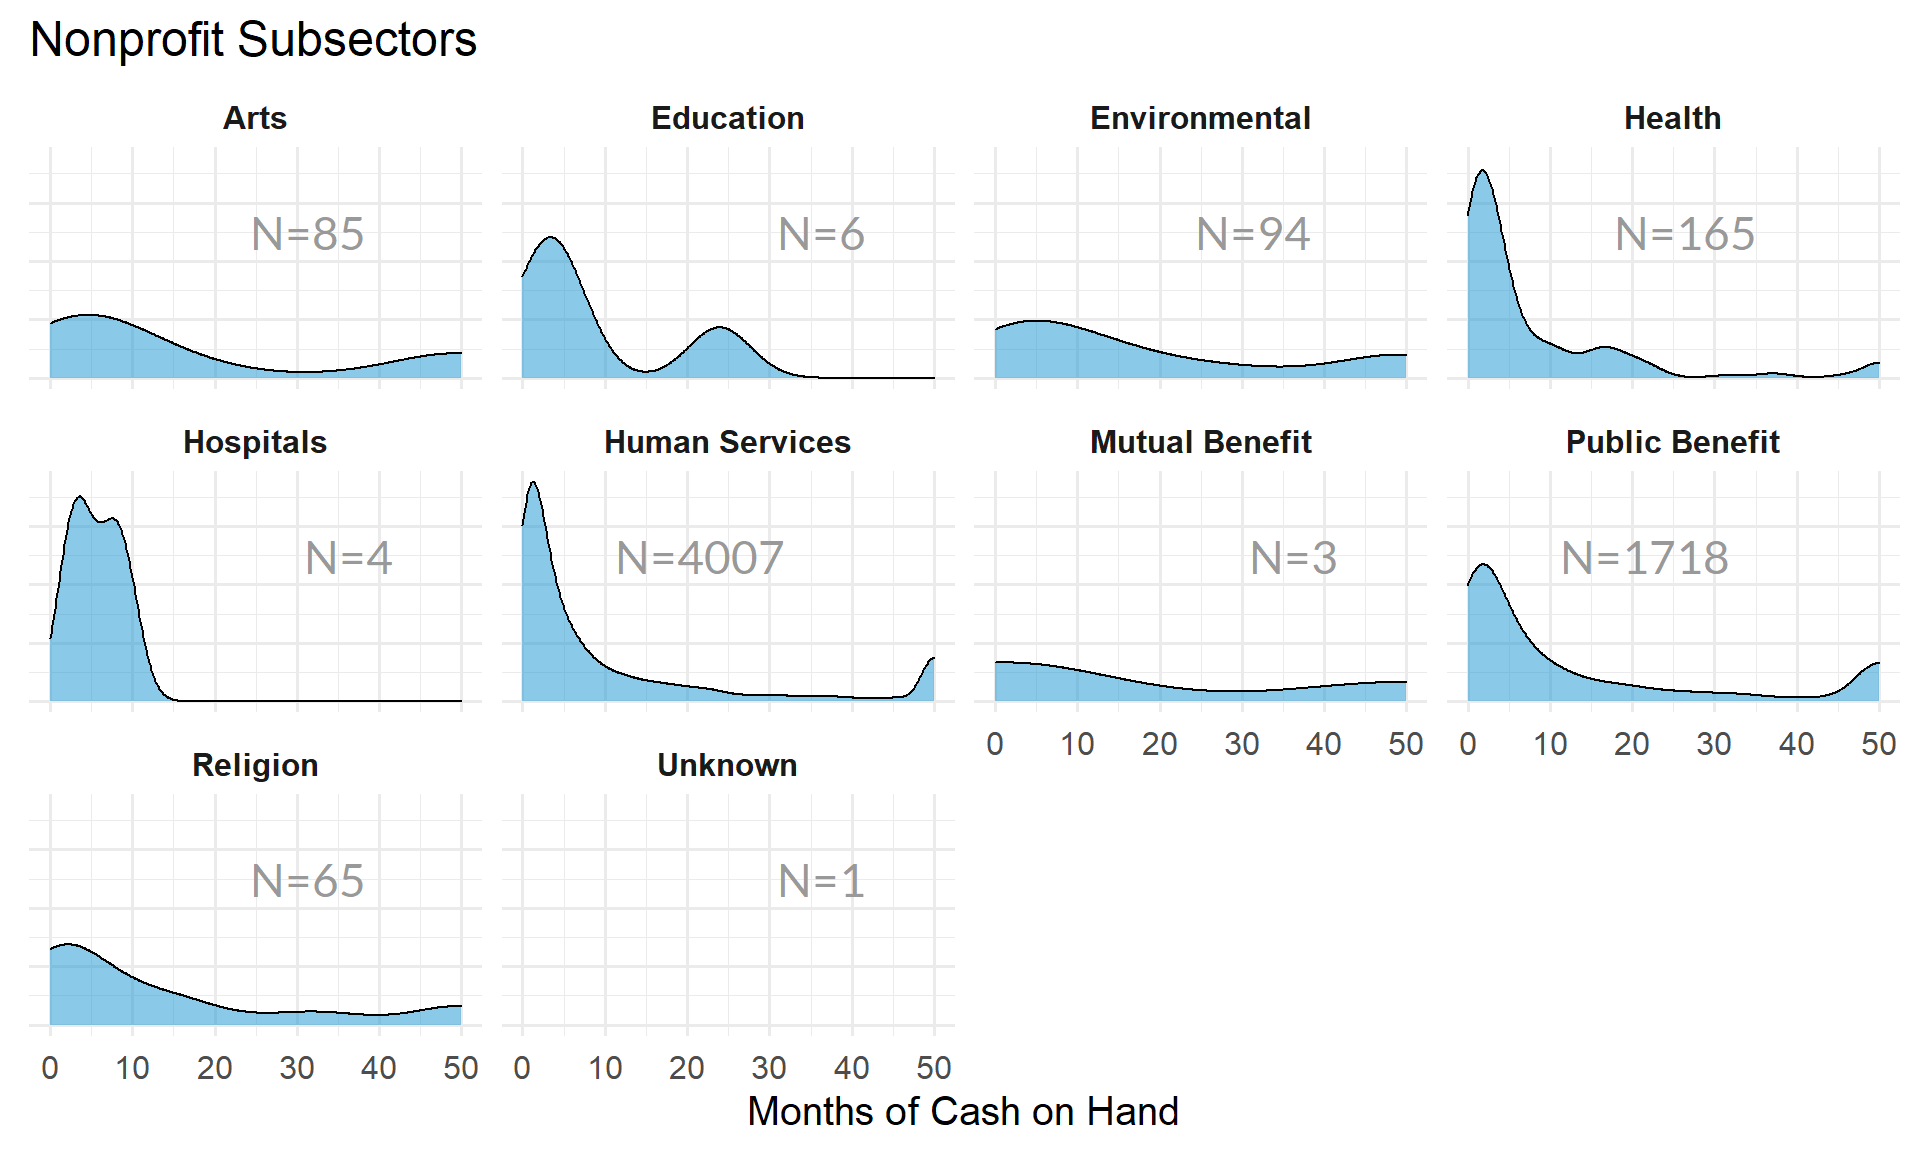 Nonprofit Subsectors
Arts Education Environmental Health
N=85 N=6 N=94 N=165
Hospitals Human Services Mutual Benefit Public Benefit
N=4 N=4007 N=3 N=1718
0 10 20 30 40 50 0 10 20 30 40 50
Religion Unknown
N=65 N=1
0 10 20 30 40 50 0 10 20 30 40 50
Months of Cash on Hand